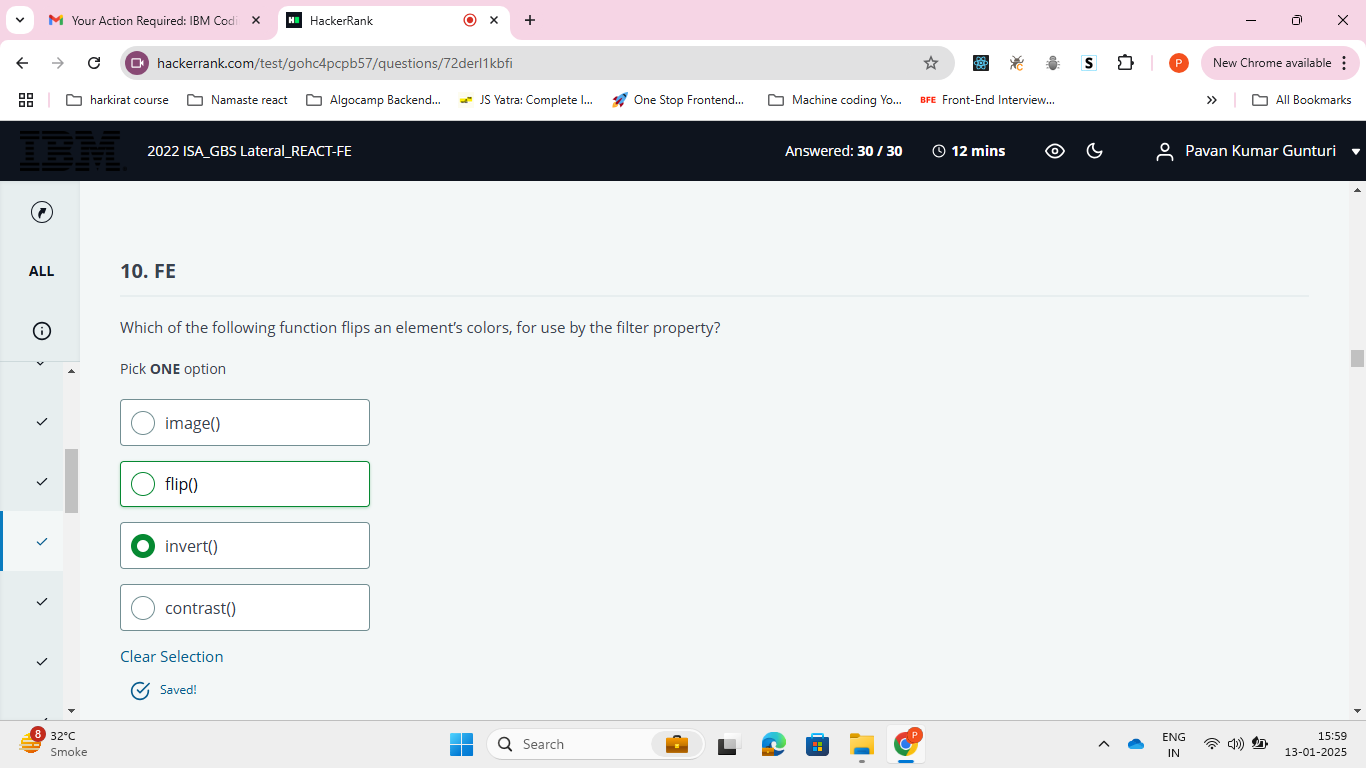 Your Action Required: IBM Codi
HackerRank
hackerrank.com/test/gohc4pcpb57/questions/72derl1kbfi
S
P
New Chrome available
harkirat course
Namaste react
Algocamp Backend...
JS Yatra: Complete I...
One Stop Frontend...
Machine coding Yo...
BFE Front-End Interview...
All Bookmarks
IBM
2022 ISA_GBS Lateral_REACT-FE
Answered: 30 / 30
12 mins
Pavan Kumar Gunturi
ALL
10. FE
Which of the following function flips an element’s colors, for use by the filter property?
Pick ONE option
image()
flip()
invert()
contrast()
Clear Selection
Saved!
8
32°C
Smoke
Search
P
ENG
IN
15:59
13-01-2025